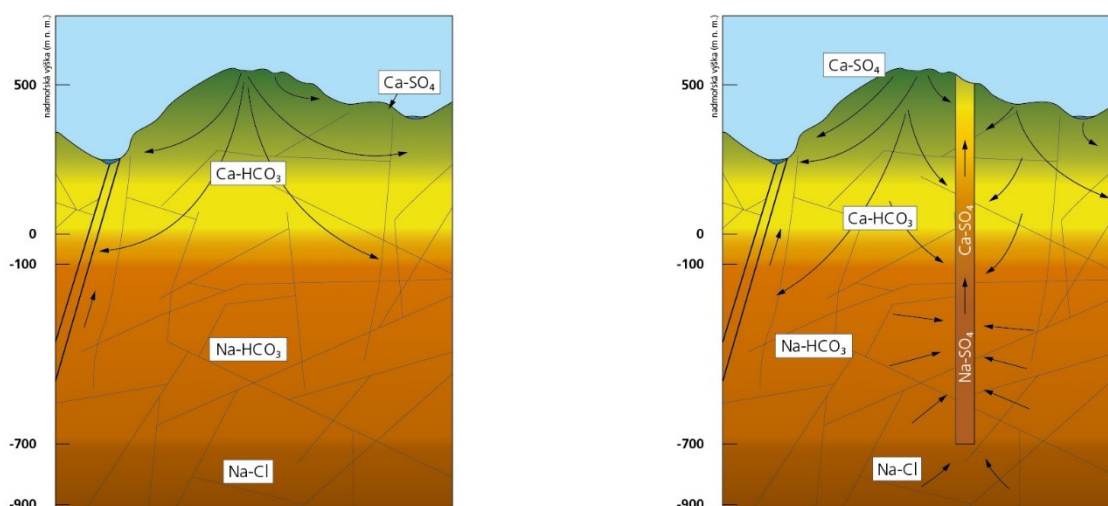 nadmořská výška (m n. m.)
500
0
-100
-700
-900
Ca-SO₄
Ca-HCO₃
Na-HCO₃
Na-Cl
nadmořská výška (m n. m.)
500
0
-100
-700
-900
Ca-SO₄
Ca-HCO₃
Ca-SO₄
Na-HCO₃
Na-SO₄
Na-Cl